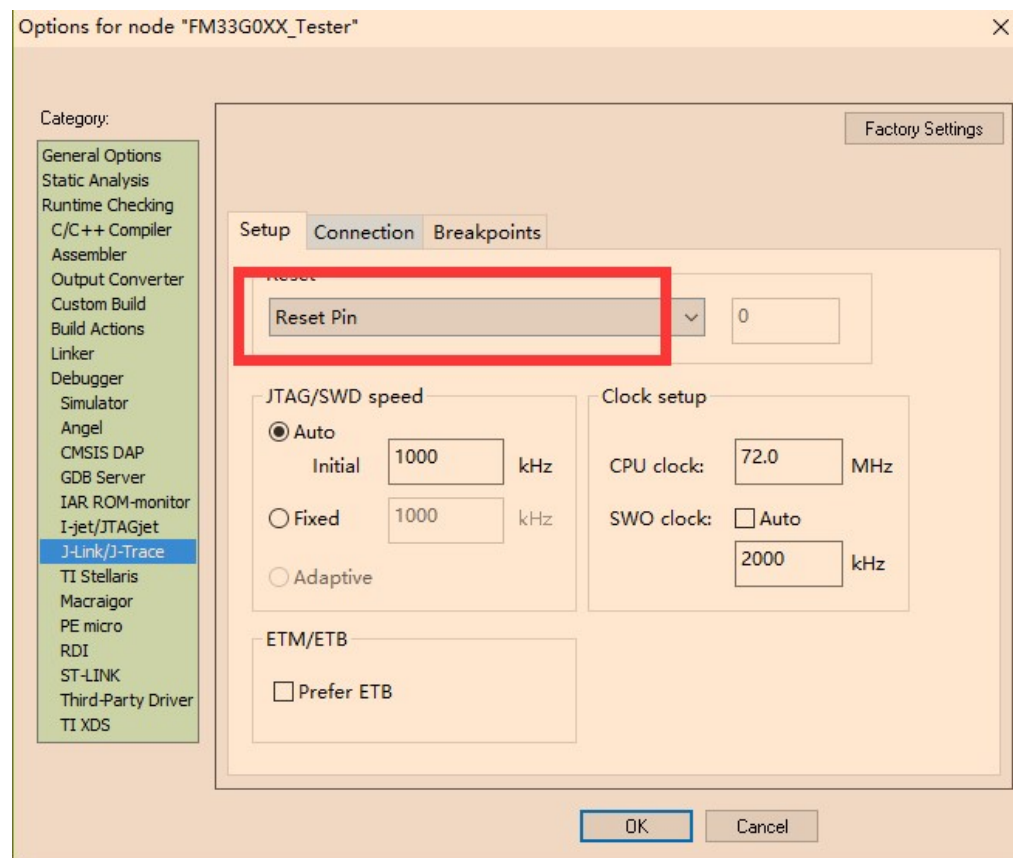 Options for node "FM33G0XX_Tester"
Category:
Factory Settings
General Options
Static Analysis
Runtime Checking
C/C++ Compiler
Assembler
Output Converter
Custom Build
Build Actions
Linker
Debugger
Simulator
Angel
CMSIS DAP
GDB Server
IAR ROM-monitor
I-jet/JTAGjet
J-Link/J-Trace
TI Stellaris
Macraigor
PE micro
RDI
ST-LINK
Third-Party Driver
TI XDS
Setup Connection Breakpoints
Reset
Reset Pin 0
JTAG/SWD speed
Auto
Initial 1000 kHz
Fixed 1000 kHz
Adaptive
Clock setup
CPU clock: 72.0 MHz
SWO clock: Auto
2000 kHz
ETM/ETB
Prefer ETB
OK Cancel